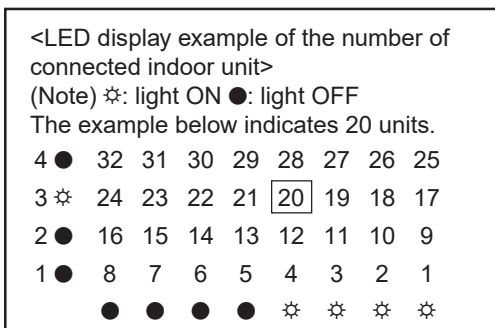 <LED display example of the number of
connected indoor unit>
(Note) ☼: light ON ●: light OFF
The example below indicates 20 units.
4 ● 32 31 30 29 28 27 26 25
3 ☼ 24 23 22 21 20 19 18 17
2 ● 16 15 14 13 12 11 10 9
1 ● 8 7 6 5 4 3 2 1
● ● ● ● ☼ ☼ ☼ ☼